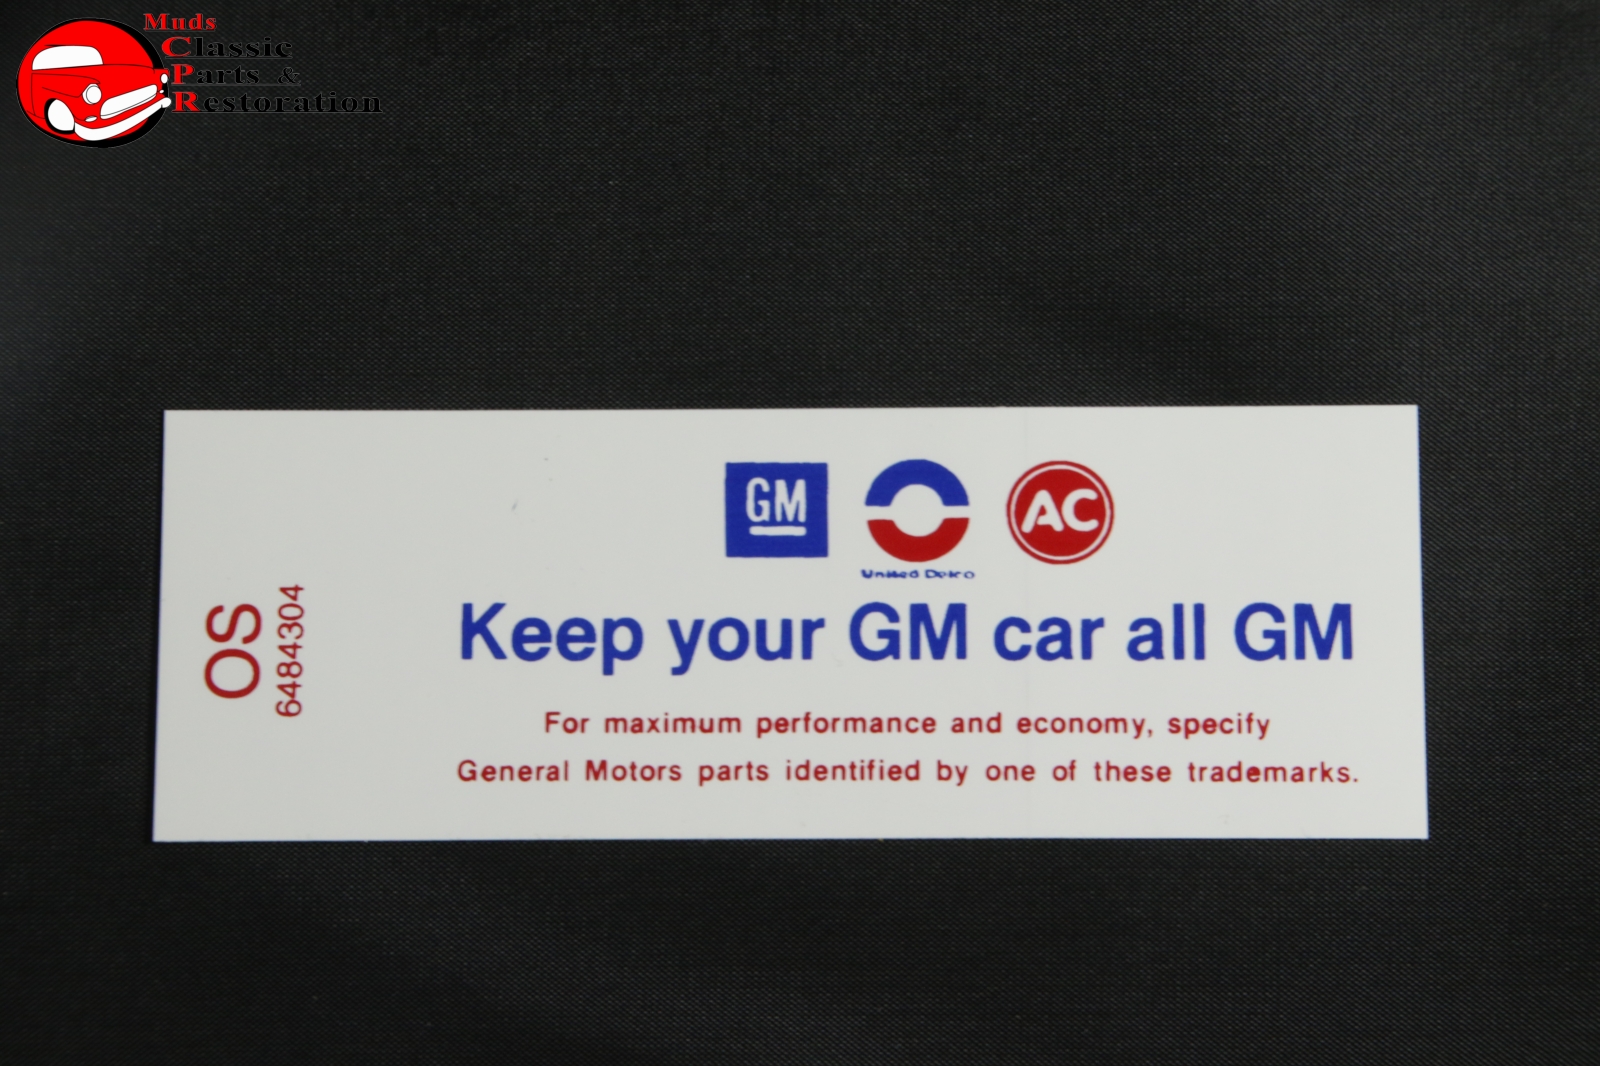 Muds
Classic
Parts &
Restoration
GM
United Delco
AC
Keep your GM car all GM
For maximum performance and economy, specify
General Motors parts identified by one of these trademarks.
OS
6484304